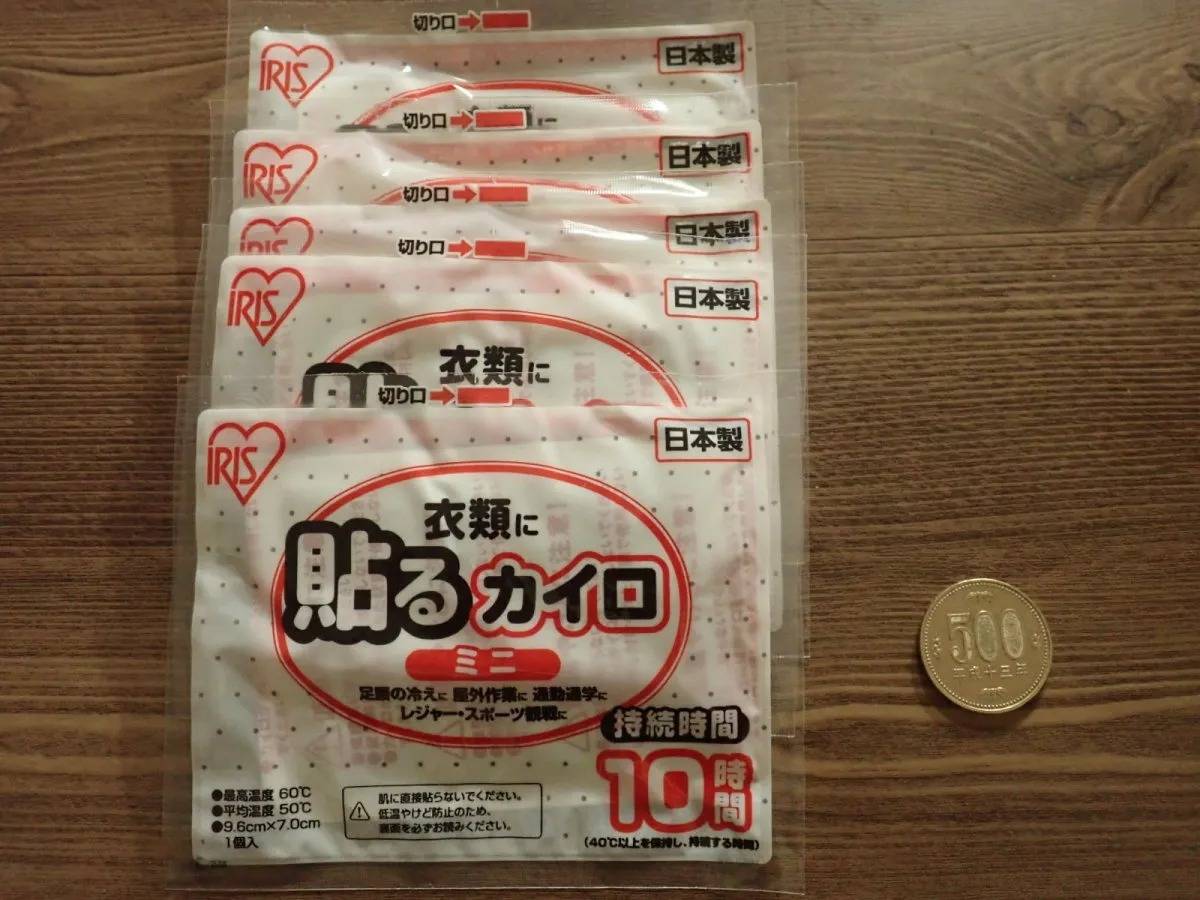 切り口
IRIS
日本製
切り口
IRIS
日本製
切り口
IRIS
日本製
切り口
IRIS
日本製
衣類に
貼
切り口
IRIS
日本製
衣類に
貼るカイロ
ミニ
足腰の冷えに 屋外作業に 通勤通学に
レジャー・スポーツ観戦に
持続時間
10時間
(40℃以上を保持し、持続する時間)
●最高温度 60℃
●平均温度 50℃
●9.6cm×7.0cm
1個入
肌に直接貼らないでください。
低温やけど防止のため、
裏面を必ずお読みください。
500
平成十三年